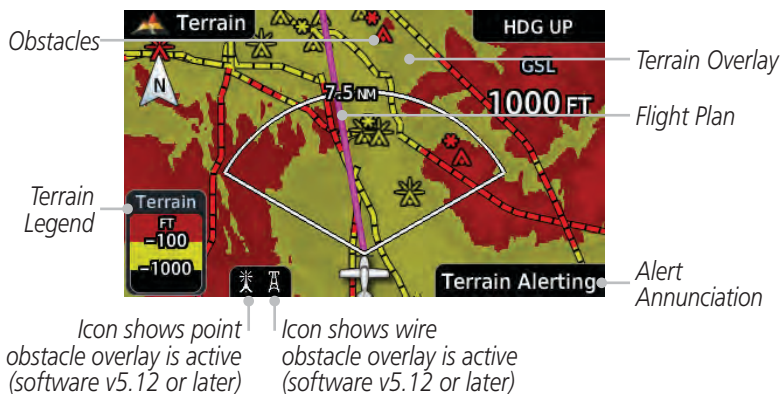 Terrain
HDG UP
Obstacles
GSL
Terrain Overlay
N
7.5 NM
1000 FT
Flight Plan
Terrain
Legend
Terrain
FT
-100
-1000
Terrain Alerting
Alert
Annunciation
Icon shows point
obstacle overlay is active
(software v5.12 or later)
Icon shows wire
obstacle overlay is active
(software v5.12 or later)